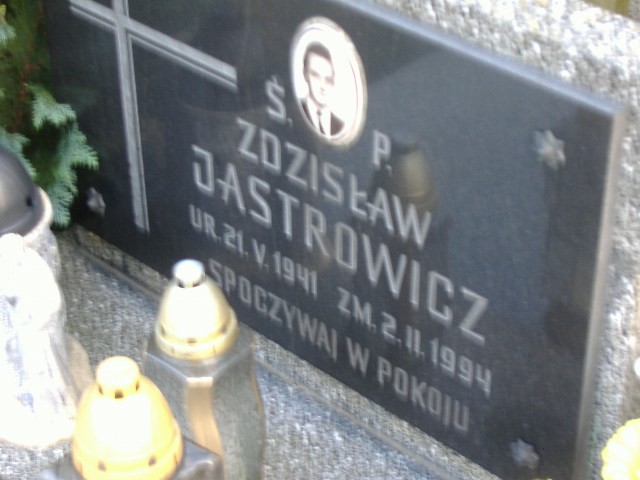 Ś. P.
ZDZISŁAW
JASTROWICZ
UR. 21. V. 1941 ZM. 2. II. 1994
SPOCZYWAJ W POKOJU